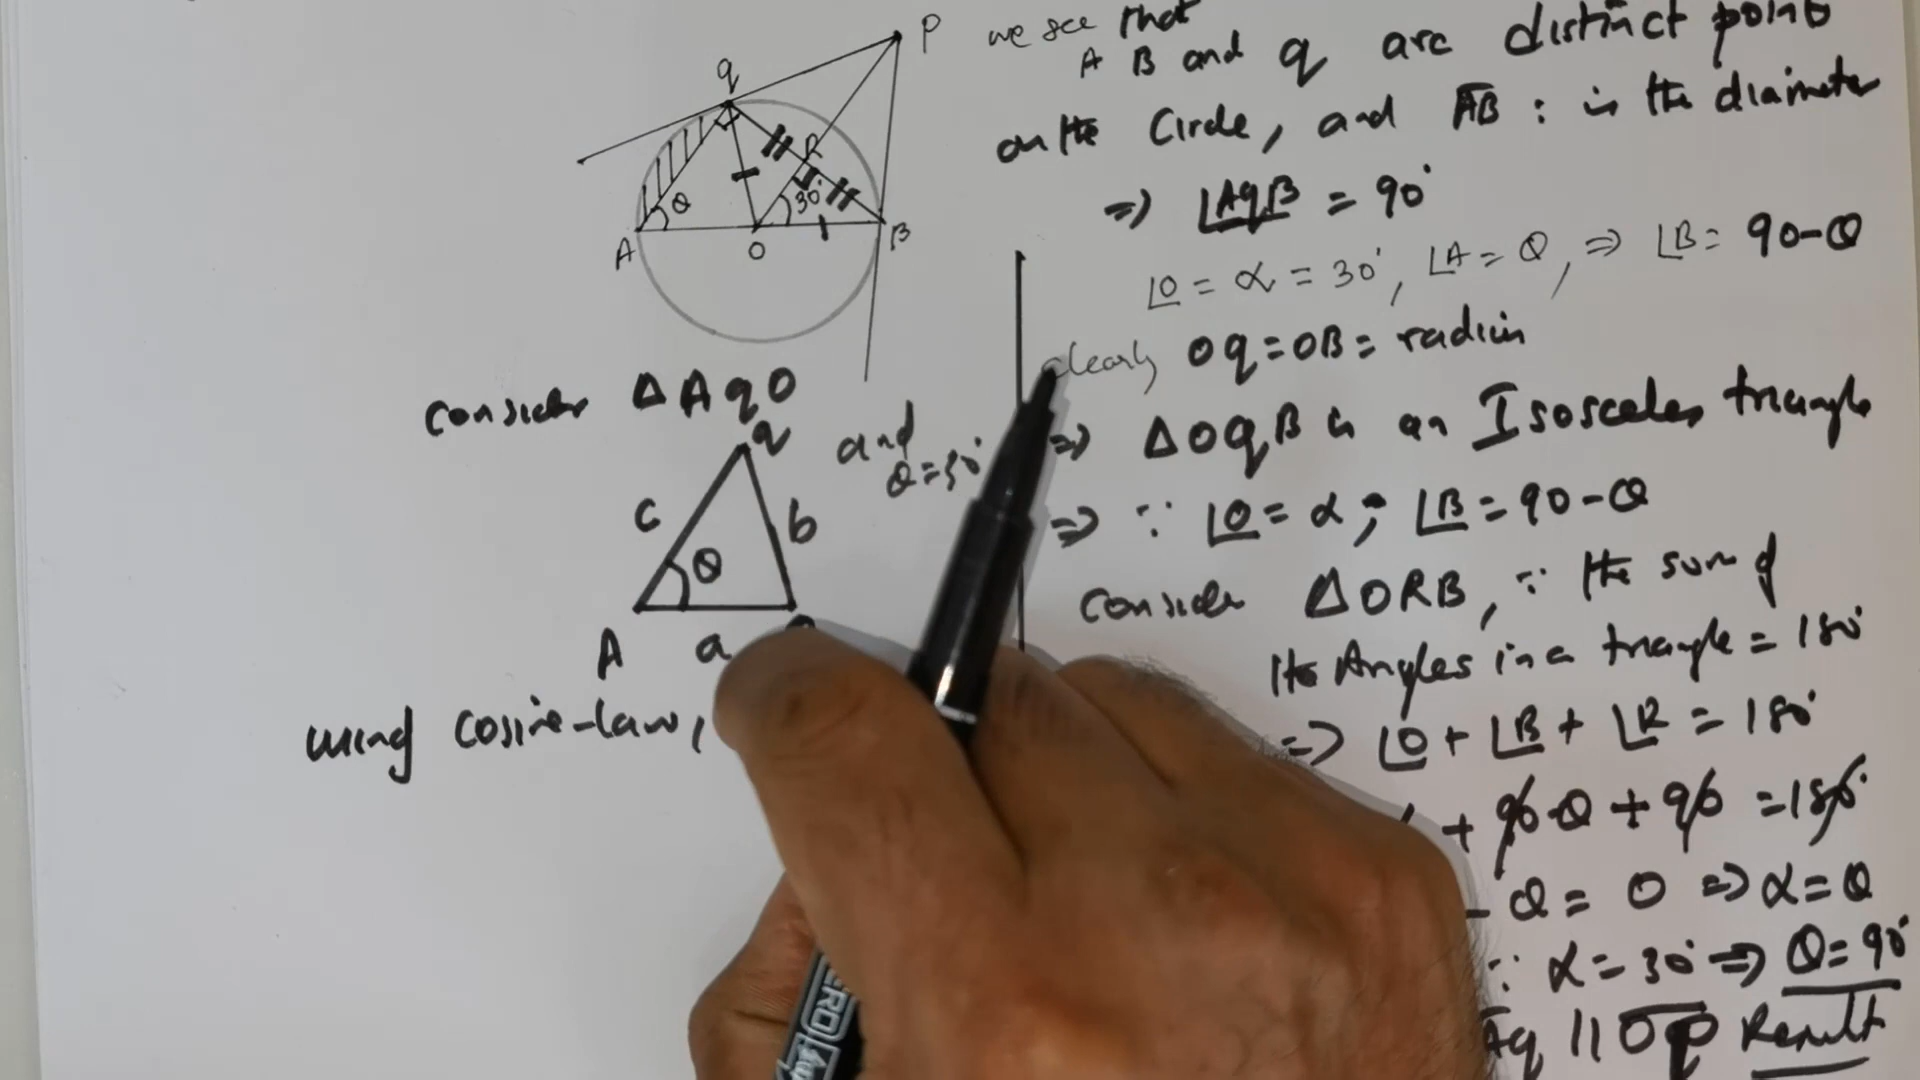 P
q
R
30°
θ
A
O
B
we see that
A B and q are distinct points
on the Circle, and AB : is the diameter
=> ∠AqB = 90°
∠O = α = 30°, ∠A = θ, => ∠B = 90-θ
clearly Oq = OB = radius
=> ΔOqB is an Isosceles triangle
=> ∵ ∠O = α ; ∠B = 90-θ
Consider ΔORB, ∵ the sum of
its Angles in a triangle = 180°
=> ∠O + ∠B + ∠R = 180°
+ 90-θ + 90 = 180°
- θ = 0 => α = θ
∵ α = 30° => θ = 90°
Aq || OP Result
Consider ΔAqO
q
and
θ = 30°
c
b
θ
A
a
using cosine-law,